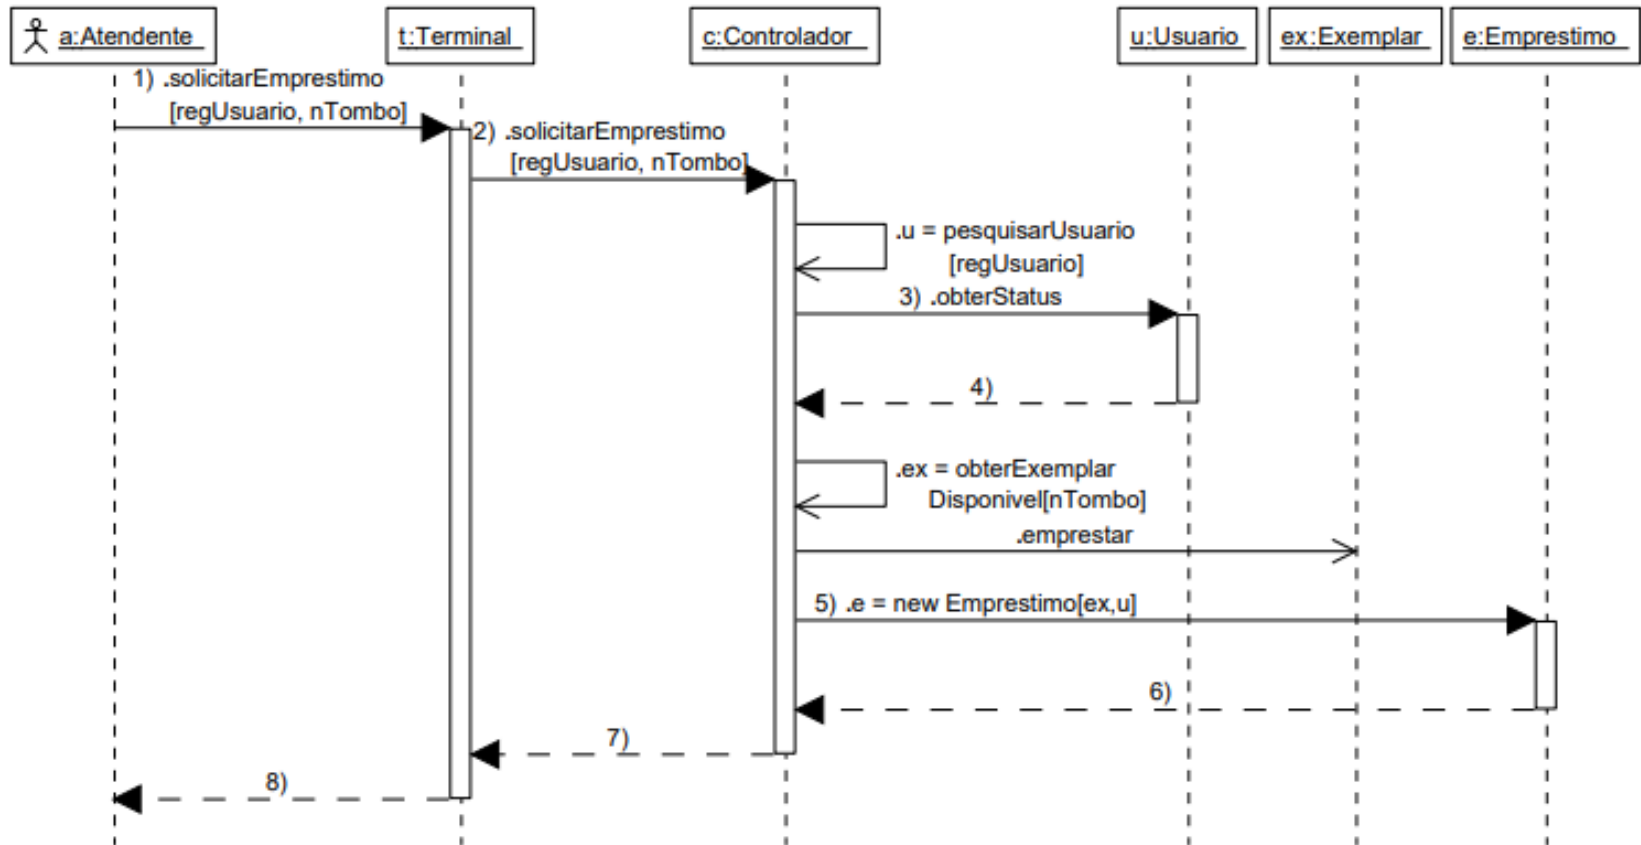 a:Atendente
t:Terminal
c:Controlador
u:Usuario
ex:Exemplar
e:Emprestimo
1) .solicitarEmprestimo
[regUsuario, nTombo]
2) .solicitarEmprestimo
[regUsuario, nTombo]
.u = pesquisarUsuario
[regUsuario]
3) .obterStatus
4)
.ex = obterExemplar
Disponivel[nTombo]
.emprestar
5) .e = new Emprestimo[ex,u]
6)
7)
8)